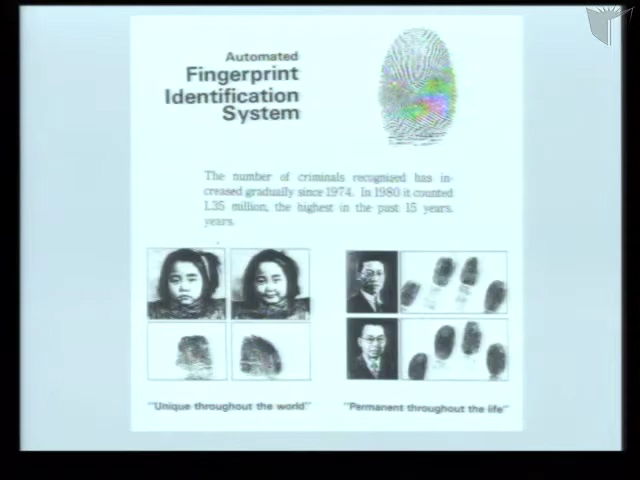 Automated
Fingerprint
Identification
System
The number of criminals recognised has in-
creased gradually since 1974. In 1980 it counted
1.35 million, the highest in the past 15 years.
years.
"Unique throughout the world"
"Permanent throughout the life"